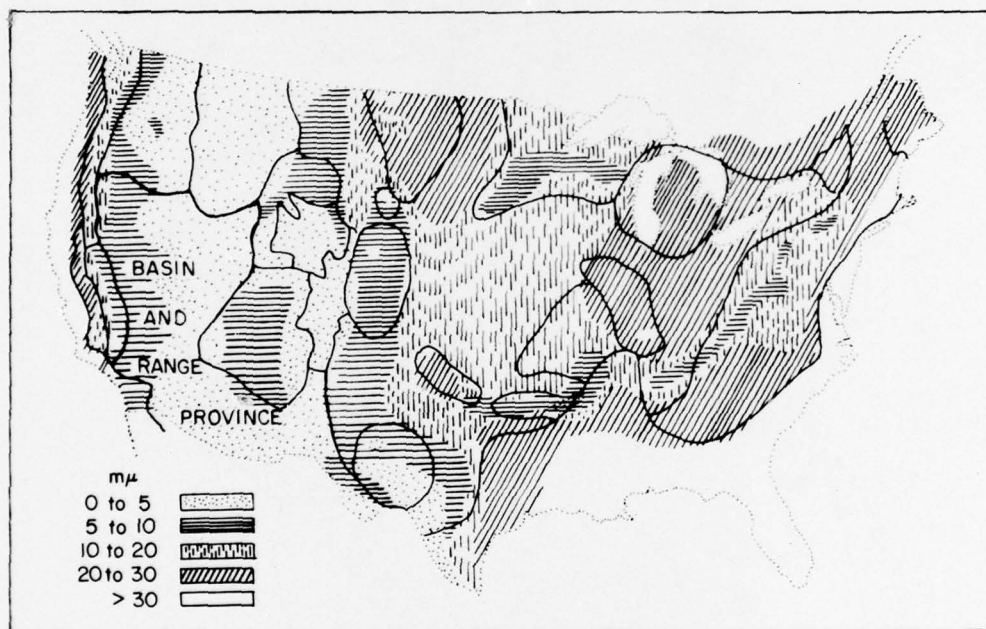 BASIN
AND
RANGE
PROVINCE
mμ
0 to 5
5 to 10
10 to 20
20 to 30
> 30